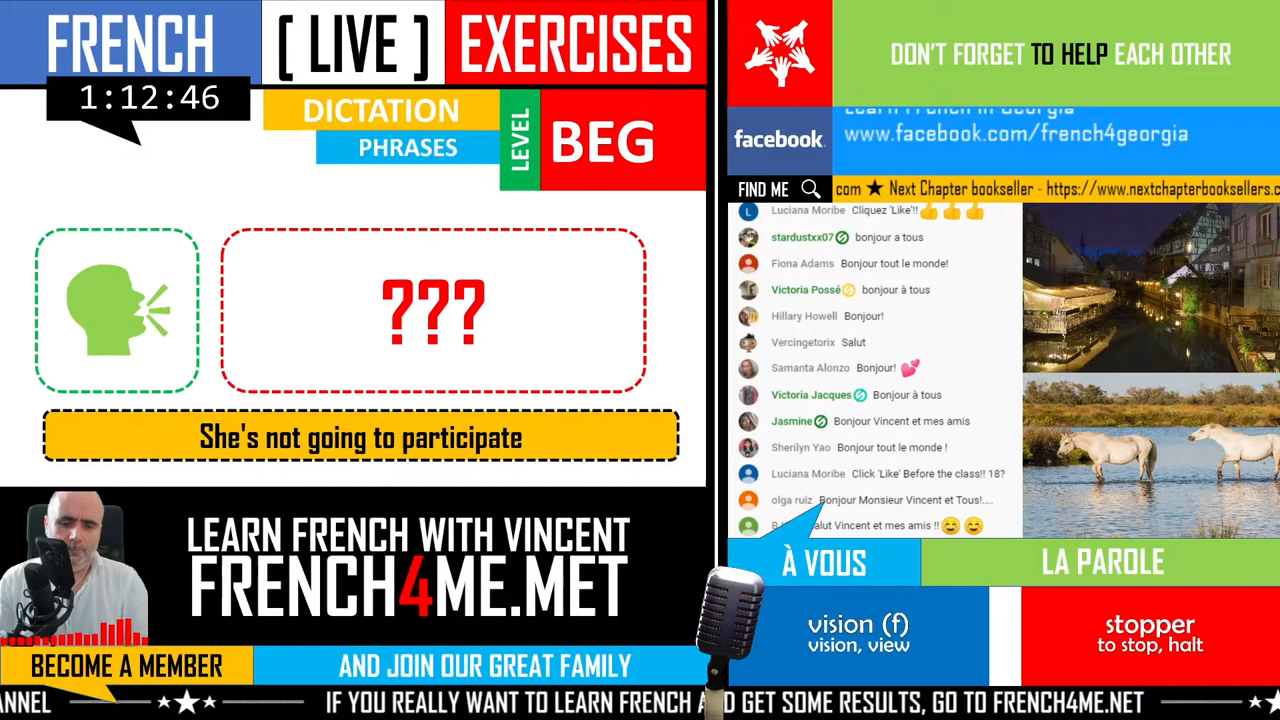 FRENCH
[ LIVE ]
EXERCISES
1:12:46
DICTATION
PHRASES
LEVEL
BEG
???
She's not going to participate
LEARN FRENCH WITH VINCENT
FRENCH4ME.MET
BECOME A MEMBER
AND JOIN OUR GREAT FAMILY
DON'T FORGET TO HELP EACH OTHER
facebook
Learn French in Georgia
www.facebook.com/french4georgia
FIND ME
com ★ Next Chapter bookseller - https://www.nextchapterbooksellers.c
Luciana Moribe Cliquez 'Like'!! 👍👍👍
stardustxx07 bonjour a tous
Fiona Adams Bonjour tout le monde!
Victoria Possé bonjour à tous
Hillary Howell Bonjour!
Vercingetorix Salut
Samanta Alonzo Bonjour! 💕
Victoria Jacques Bonjour à tous
Jasmine Bonjour Vincent et mes amis
Sherilyn Yao Bonjour tout le monde !
Luciana Moribe Click 'Like' Before the class!! 18?
olga ruiz Bonjour Monsieur Vincent et Tous!....
alut Vincent et mes amis !! 😊😊
À VOUS
LA PAROLE
vision (f)
vision, view
stopper
to stop, halt
ANNEL
IF YOU REALLY WANT TO LEARN FRENCH AND GET SOME RESULTS, GO TO FRENCH4ME.NET